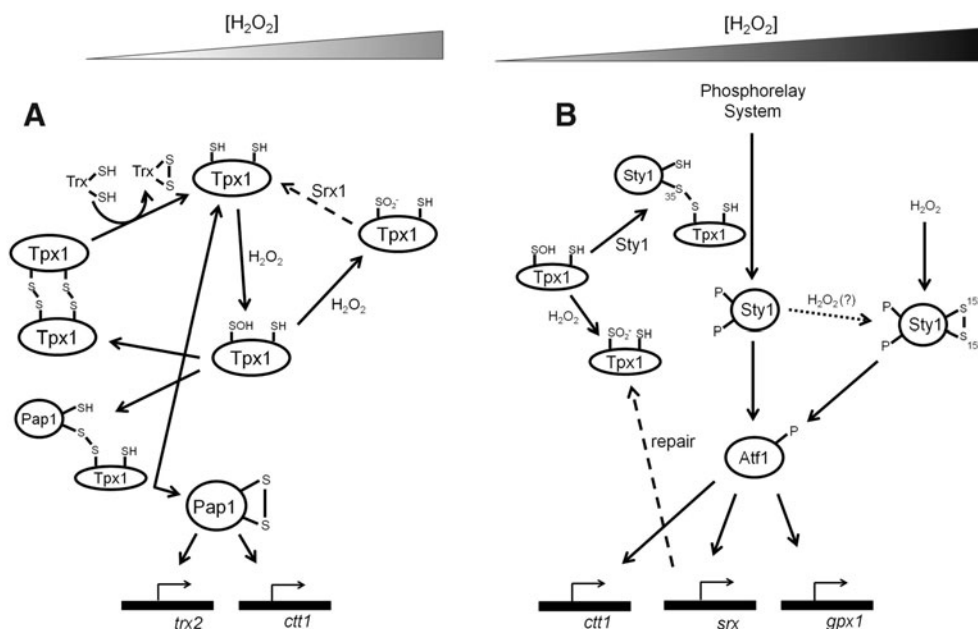 [H₂O₂]
A
SH SH
Tpx1
Trx SH SH
Trx S S
Srx1
SO₂⁻ SH
Tpx1
H₂O₂
H₂O₂
Tpx1
S S
S S
Tpx1
SOH SH
Tpx1
Pap1 SH
S
S SH
Tpx1
Pap1 S
S
trx2 ctt1
[H₂O₂]
B
Phosphorelay
System
Sty1 SH
35 S
S SH
Tpx1
Sty1
SOH SH
Tpx1
H₂O₂
SO₂⁻ SH
Tpx1
H₂O₂
P
P
Sty1
H₂O₂(?)
P
P
Sty1
S 15
S 15
repair
P
Atf1
ctt1 srx gpx1